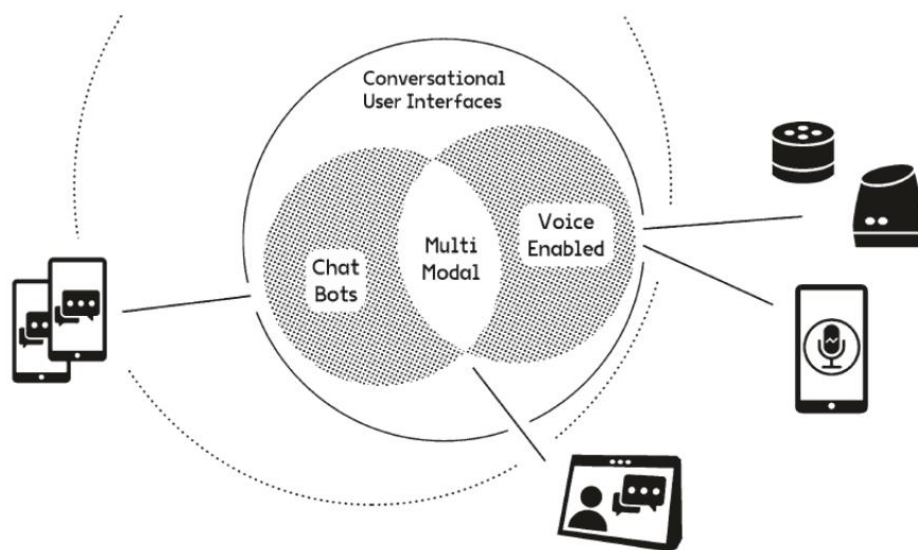 Conversational
User Interfaces
Chat
Bots
Multi
Modal
Voice
Enabled